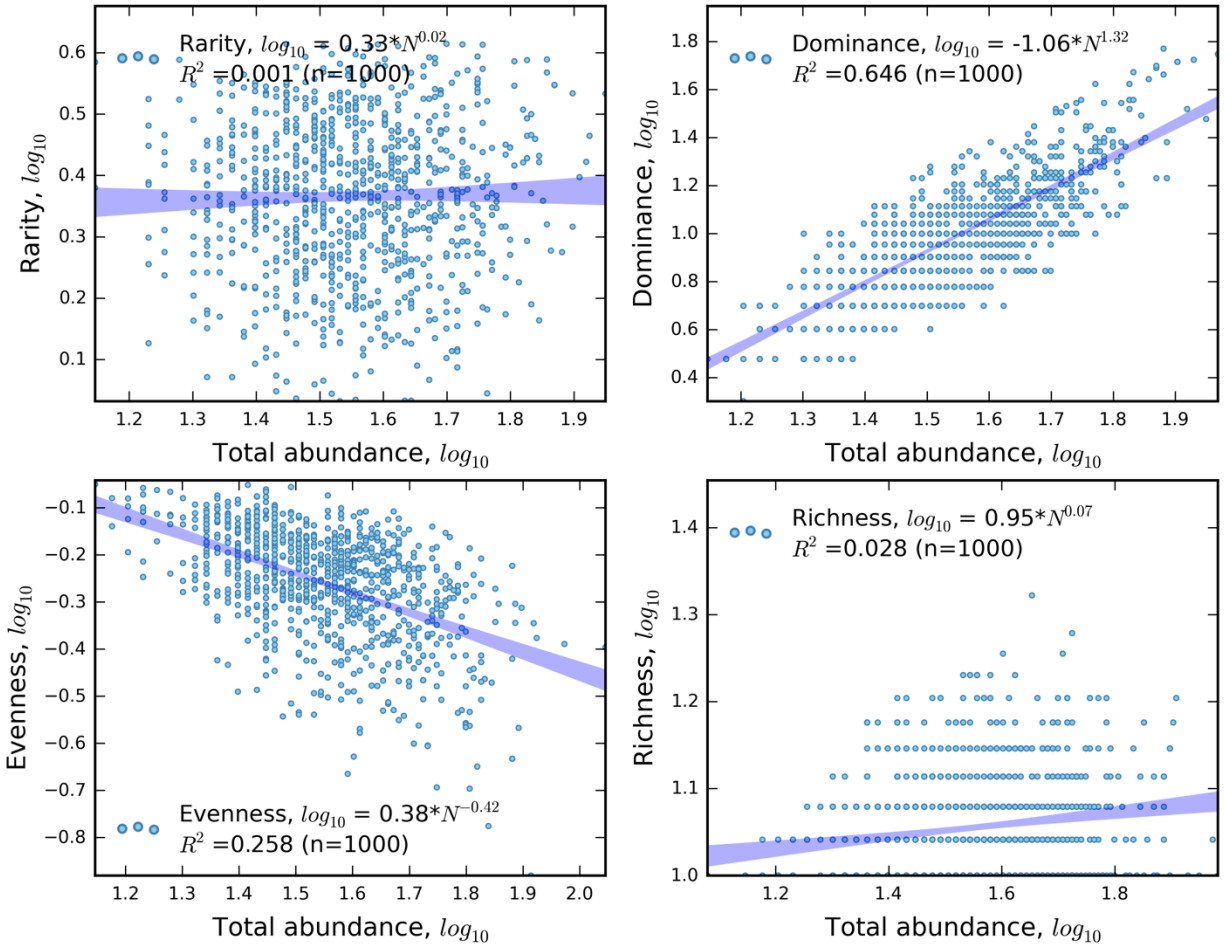 Rarity, log10 = 0.33*N^0.02
R^2 =0.001 (n=1000)
0.6
0.5
0.4
0.3
0.2
0.1
Rarity, log10
1.2 1.3 1.4 1.5 1.6 1.7 1.8 1.9
Total abundance, log10
Dominance, log10 = -1.06*N^1.32
R^2 =0.646 (n=1000)
1.8
1.6
1.4
1.2
1.0
0.8
0.6
0.4
Dominance, log10
1.2 1.3 1.4 1.5 1.6 1.7 1.8 1.9
Total abundance, log10
−0.1
−0.2
−0.3
−0.4
−0.5
−0.6
−0.7
−0.8
Evenness, log10
Evenness, log10 = 0.38*N^−0.42
R^2 =0.258 (n=1000)
1.2 1.3 1.4 1.5 1.6 1.7 1.8 1.9 2.0
Total abundance, log10
Richness, log10 = 0.95*N^0.07
R^2 =0.028 (n=1000)
1.4
1.3
1.2
1.1
1.0
Richness, log10
1.2 1.4 1.6 1.8
Total abundance, log10